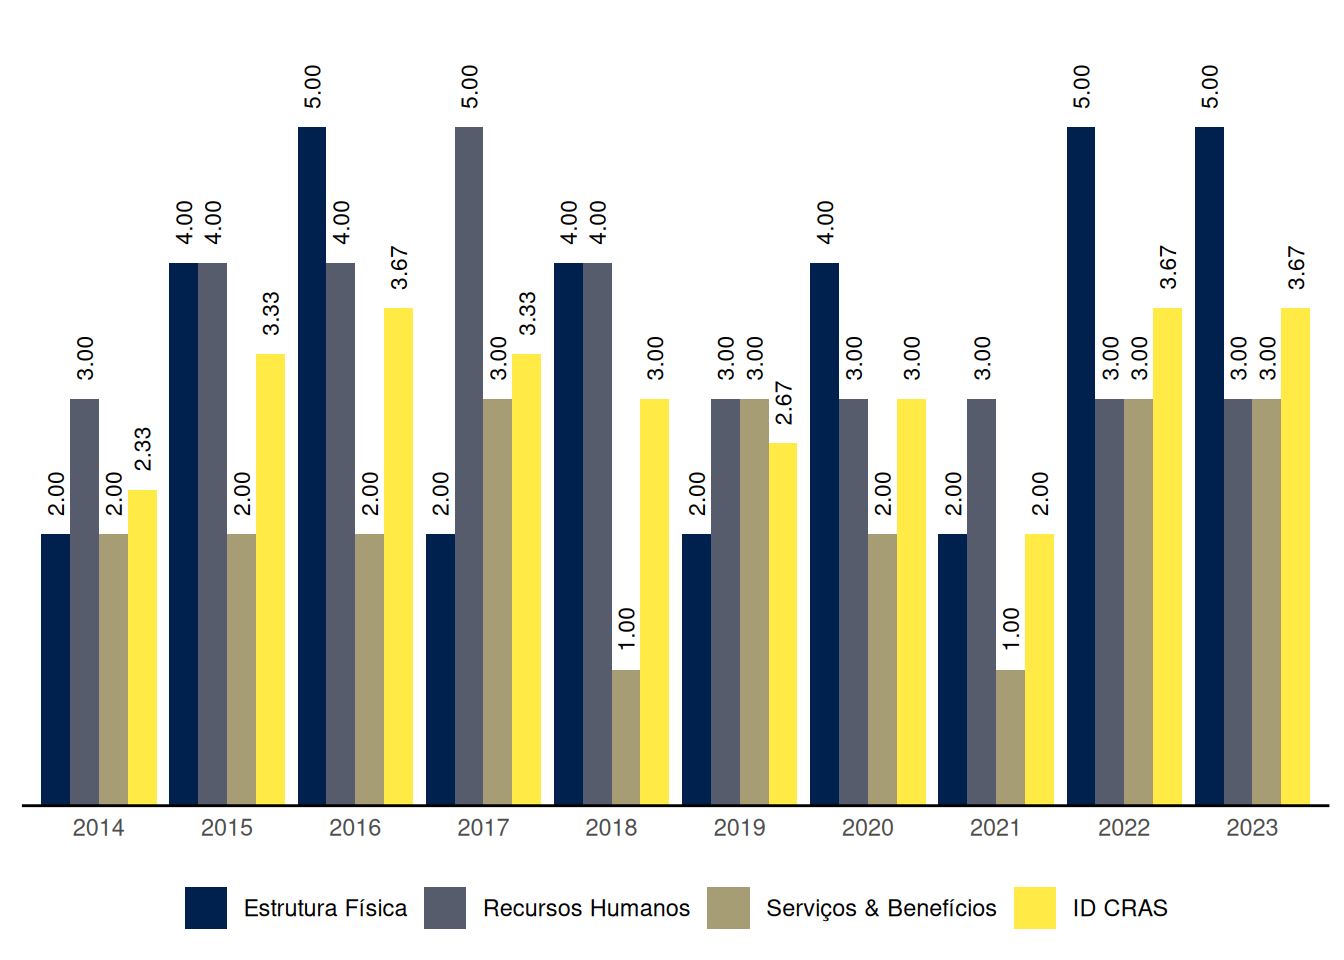 5.00 5.00 5.00 5.00
4.00 4.00 4.00 4.00 4.00 4.00
3.67 3.67 3.67
3.33 3.33
3.00 3.00 3.00 3.00 3.00 3.00 3.00 3.00 3.00 3.00 3.00 3.00
2.67
2.33
2.00 2.00 2.00 2.00 2.00 2.00 2.00 2.00 2.00
1.00 1.00
2014 2015 2016 2017 2018 2019 2020 2021 2022 2023
Estrutura Física Recursos Humanos Serviços & Benefícios ID CRAS